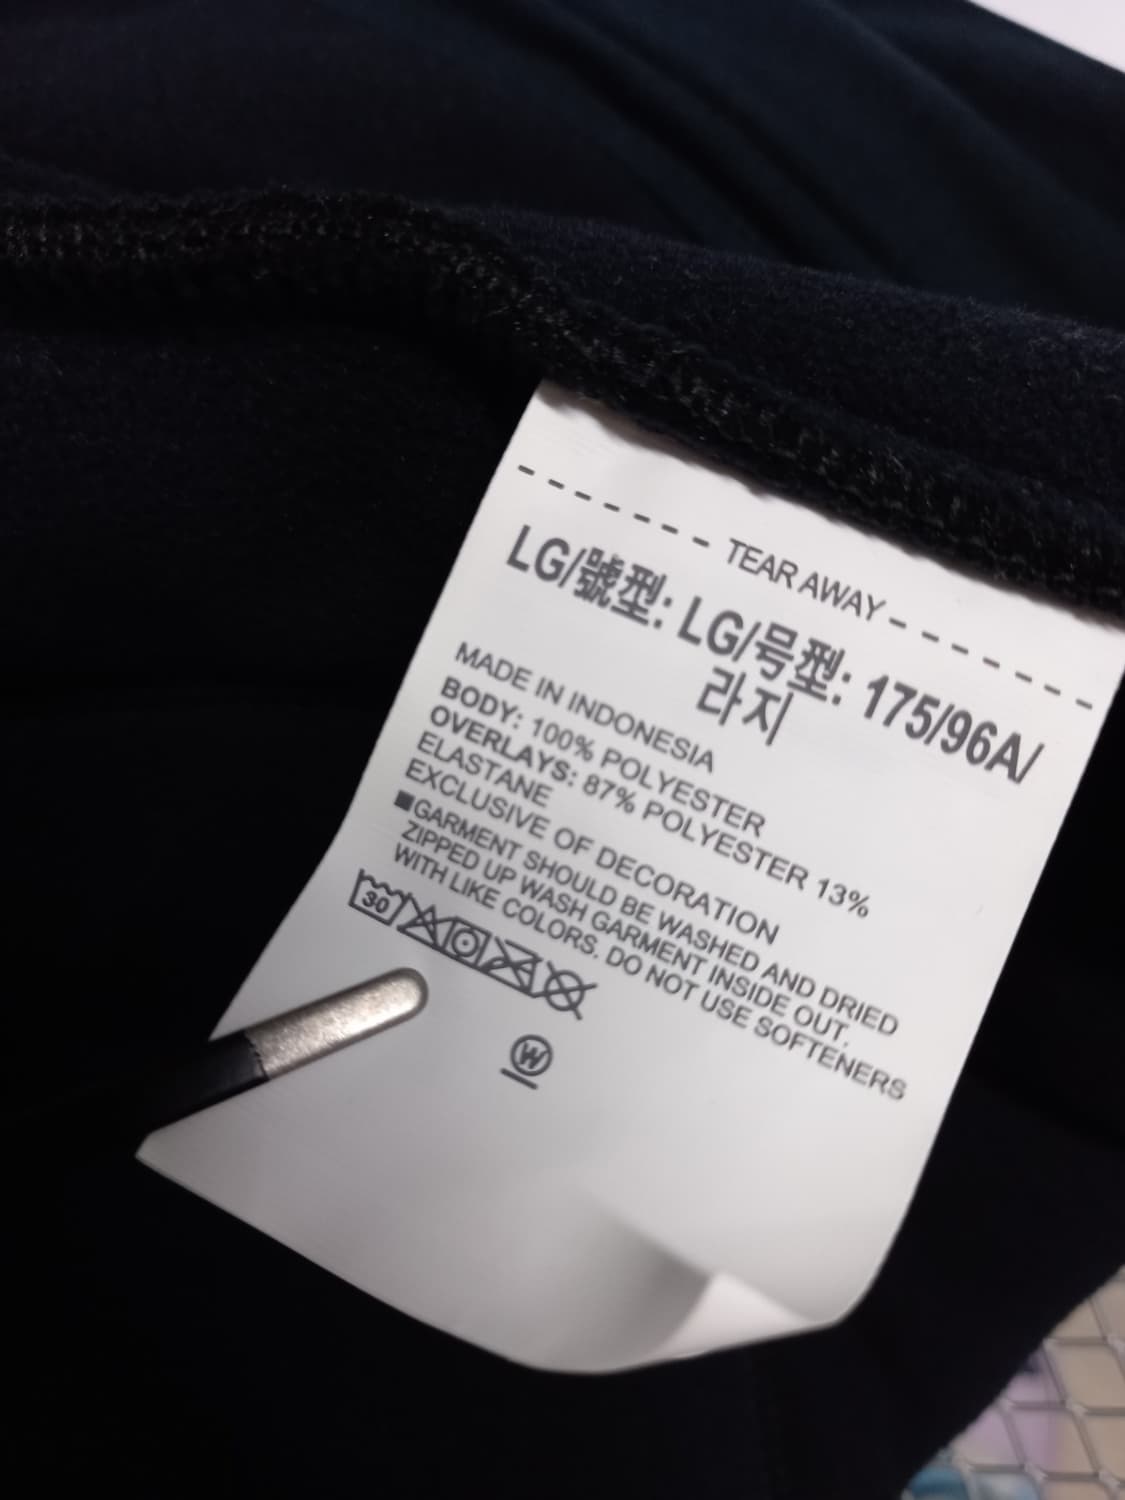 ------- TEAR AWAY -------
LG/號型: LG/号型: 175/96A/
라지
MADE IN INDONESIA
BODY: 100% POLYESTER
OVERLAYS: 87% POLYESTER 13%
ELASTANE
EXCLUSIVE OF DECORATION
■GARMENT SHOULD BE WASHED AND DRIED
ZIPPED UP WASH GARMENT INSIDE OUT.
WITH LIKE COLORS. DO NOT USE SOFTENERS
30
W